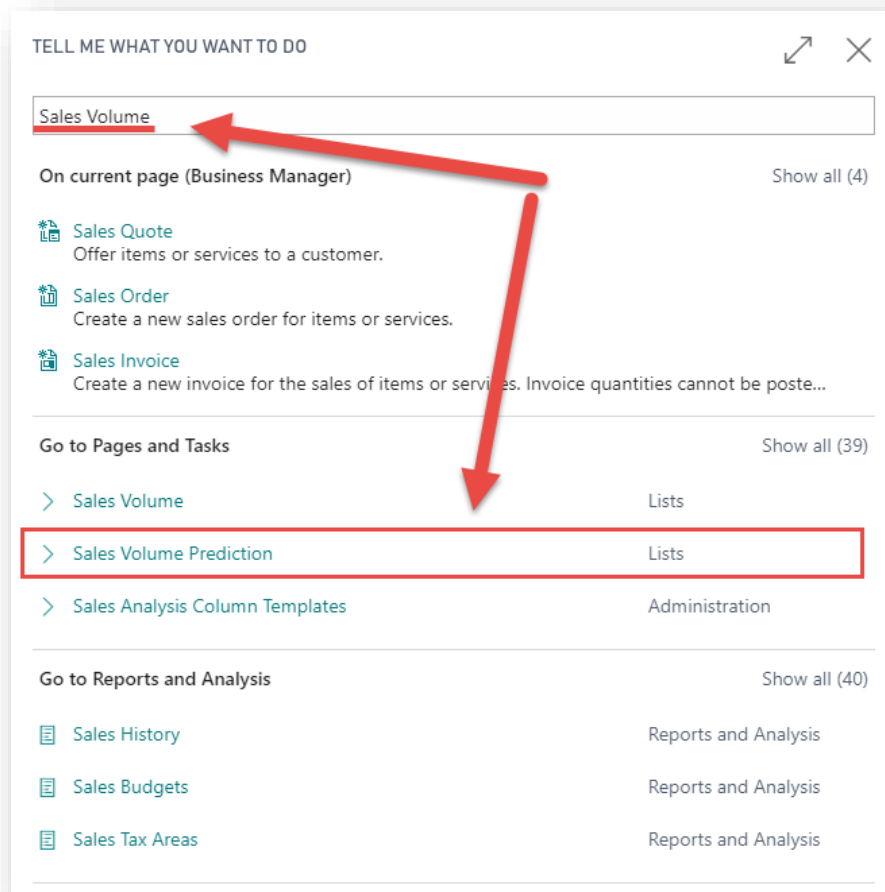 TELL ME WHAT YOU WANT TO DO
Sales Volume
On current page (Business Manager) Show all (4)
Sales Quote
Offer items or services to a customer.
Sales Order
Create a new sales order for items or services.
Sales Invoice
Create a new invoice for the sales of items or services. Invoice quantities cannot be poste...
Go to Pages and Tasks Show all (39)
Sales Volume Lists
Sales Volume Prediction Lists
Sales Analysis Column Templates Administration
Go to Reports and Analysis Show all (40)
Sales History Reports and Analysis
Sales Budgets Reports and Analysis
Sales Tax Areas Reports and Analysis